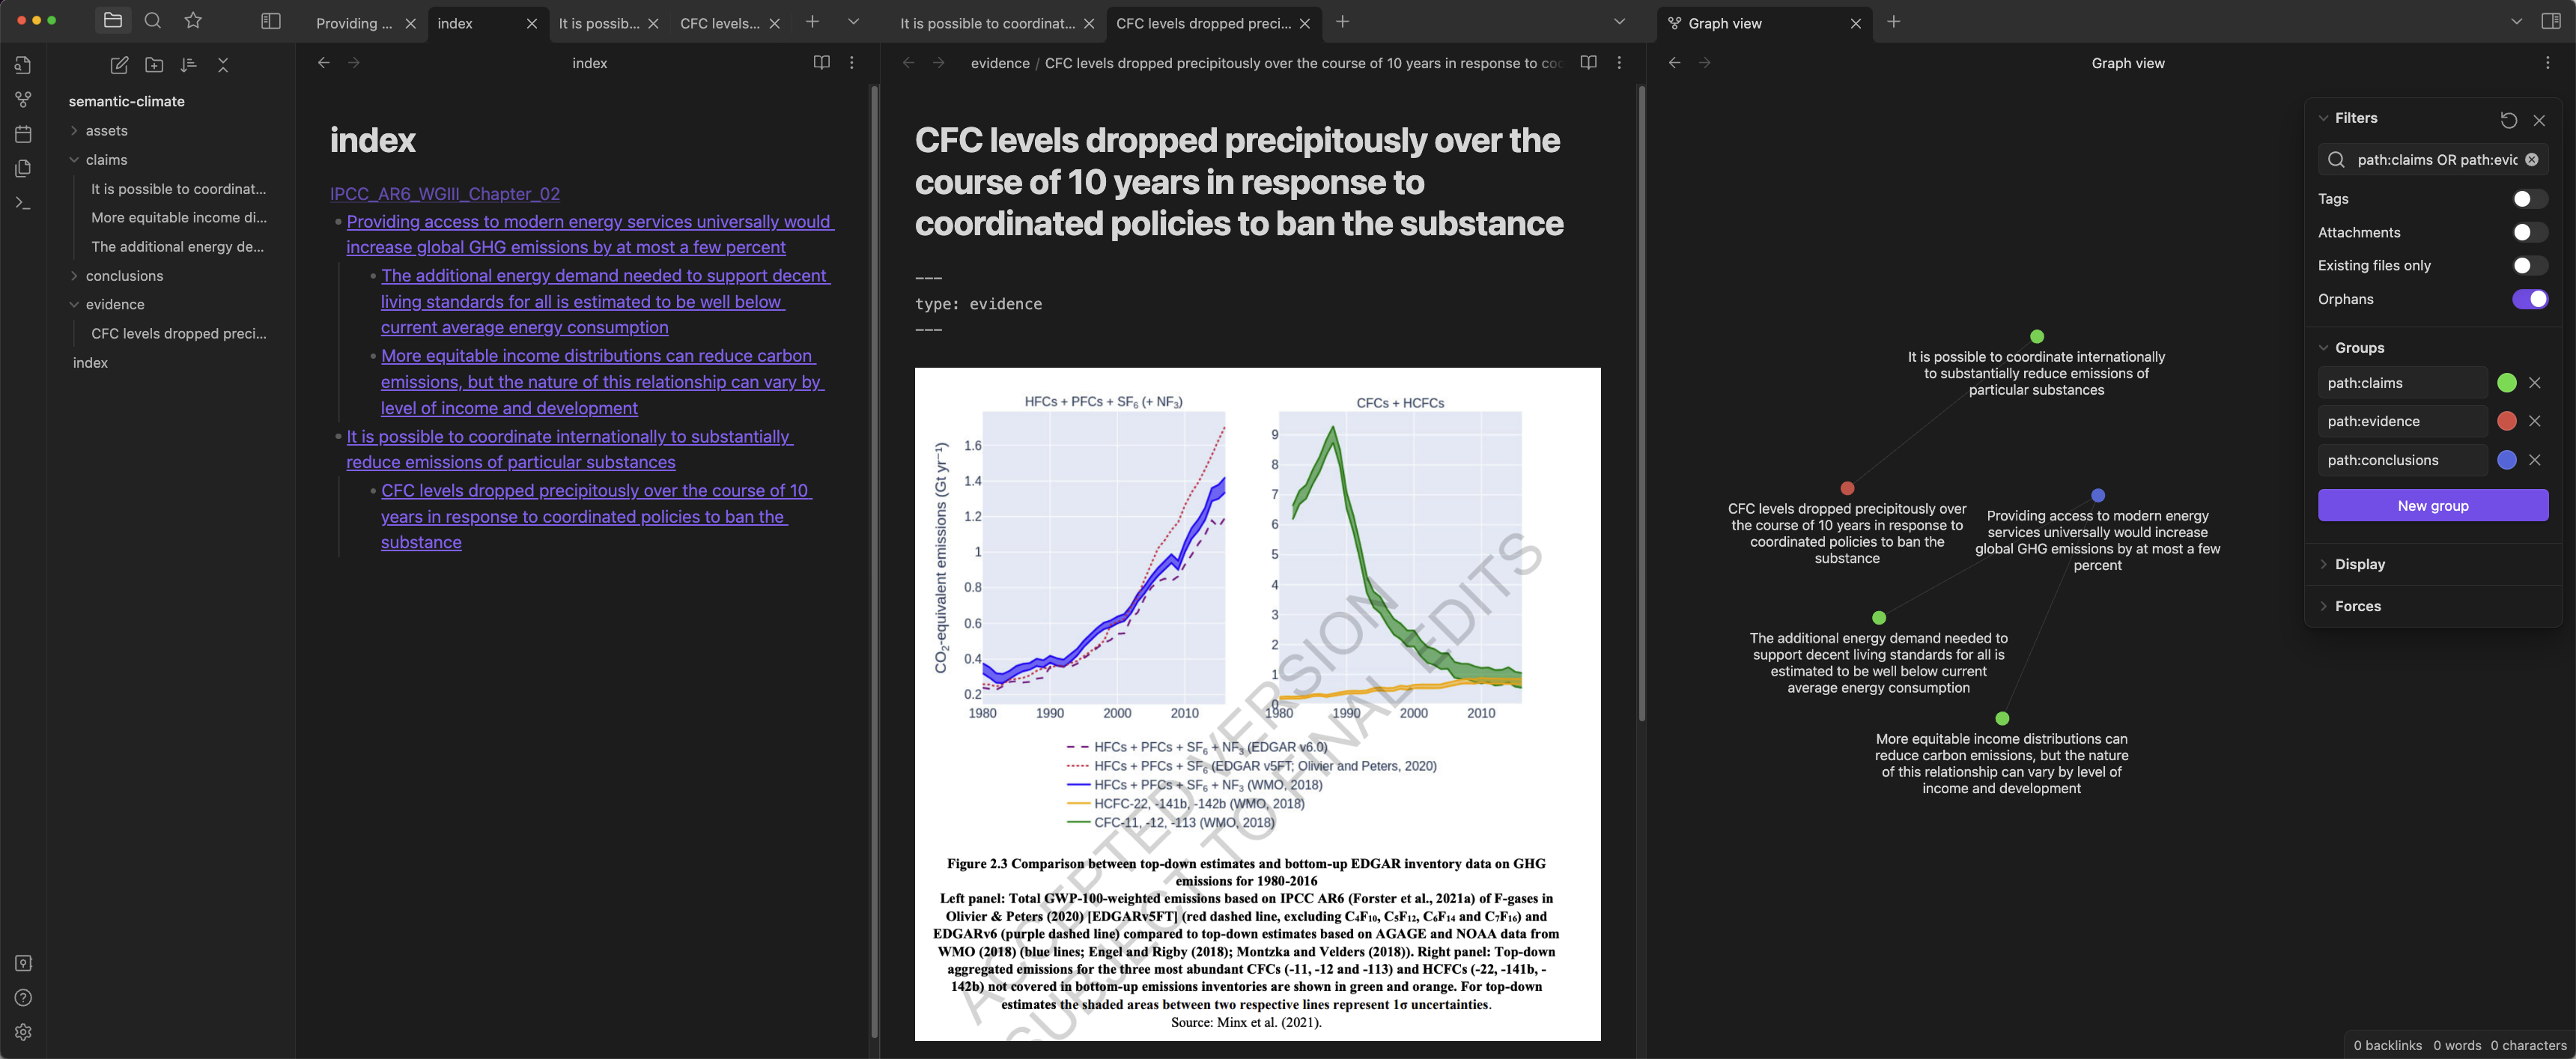 Providing ...
index
It is possib...
CFC levels...
It is possible to coordinat...
CFC levels dropped preci...
Graph view
semantic-climate
assets
claims
It is possible to coordinat...
More equitable income di...
The additional energy de...
conclusions
evidence
CFC levels dropped preci...
index
index
index
IPCC_AR6_WGIII_Chapter_02
Providing access to modern energy services universally would
increase global GHG emissions by at most a few percent
The additional energy demand needed to support decent
living standards for all is estimated to be well below
current average energy consumption
More equitable income distributions can reduce carbon
emissions, but the nature of this relationship can vary by
level of income and development
It is possible to coordinate internationally to substantially
reduce emissions of particular substances
CFC levels dropped precipitously over the course of 10
years in response to coordinated policies to ban the
substance
evidence / CFC levels dropped precipitously over the course of 10 years in response to coo
CFC levels dropped precipitously over the
course of 10 years in response to
coordinated policies to ban the substance
---
type: evidence
---
HFCs + PFCs + SF₆ (+ NF₃)
CFCs + HCFCs
CO₂-equivalent emissions (Gt yr⁻¹)
1.6
1.4
1.2
1
0.8
0.6
0.4
0.2
1980 1990 2000 2010
9
8
7
6
5
4
3
2
1
0
1980 1990 2000 2010
HFCs + PFCs + SF₆ + NF₃ (EDGAR v6.0)
HFCs + PFCs + SF₆ (EDGAR v5FT; Olivier and Peters, 2020)
HFCs + PFCs + SF₆ + NF₃ (WMO, 2018)
HCFC-22, -141b, -142b (WMO, 2018)
CFC-11, -12, -113 (WMO, 2018)
ACCEPTED VERSION
SUBJECT TO FINAL EDITS
Figure 2.3 Comparison between top-down estimates and bottom-up EDGAR inventory data on GHG
emissions for 1980-2016
Left panel: Total GWP-100-weighted emissions based on IPCC AR6 (Forster et al., 2021a) of F-gases in
Olivier & Peters (2020) [EDGARv5FT] (red dashed line, excluding C₄F₁₀, C₅F₁₂, C₆F₁₄ and C₇F₁₆) and
EDGARv6 (purple dashed line) compared to top-down estimates based on AGAGE and NOAA data from
WMO (2018) (blue lines; Engel and Rigby (2018); Montzka and Velders (2018)). Right panel: Top-down
aggregated emissions for the three most abundant CFCs (-11, -12 and -113) and HCFCs (-22, -141b, -
142b) not covered in bottom-up emissions inventories are shown in green and orange. For top-down
estimates the shaded areas between two respective lines represent 1σ uncertainties.
Source: Minx et al. (2021).
Graph view
It is possible to coordinate internationally
to substantially reduce emissions of
particular substances
CFC levels dropped precipitously over
the course of 10 years in response to
coordinated policies to ban the
substance
Providing access to modern energy
services universally would increase
global GHG emissions by at most a few
percent
The additional energy demand needed to
support decent living standards for all is
estimated to be well below current
average energy consumption
More equitable income distributions can
reduce carbon emissions, but the nature
of this relationship can vary by level of
income and development
Filters
path:claims OR path:evic
Tags
Attachments
Existing files only
Orphans
Groups
path:claims
path:evidence
path:conclusions
New group
Display
Forces
0 backlinks 0 words 0 characters